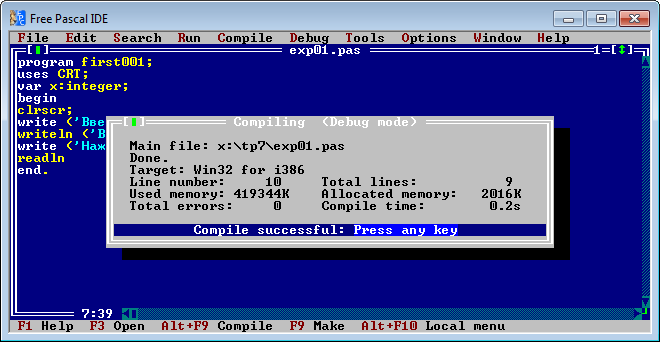 Free Pascal IDE
File Edit Search Run Compile Debug Tools Options Window Help
exp01.pas 1=[↕]
program first001;
uses CRT;
var x:integer;
begin
clrscr;
write ('Вве
writeln ('В
write ('Наж
readln
end.
Compiling (Debug mode)
Main file: x:\tp7\exp01.pas
Done.
Target: Win32 for i386
Line number: 10 Total lines: 9
Used memory: 419344K Allocated memory: 2016K
Total errors: 0 Compile time: 0.2s
Compile successful: Press any key
7:39
F1 Help F3 Open Alt+F9 Compile F9 Make Alt+F10 Local menu